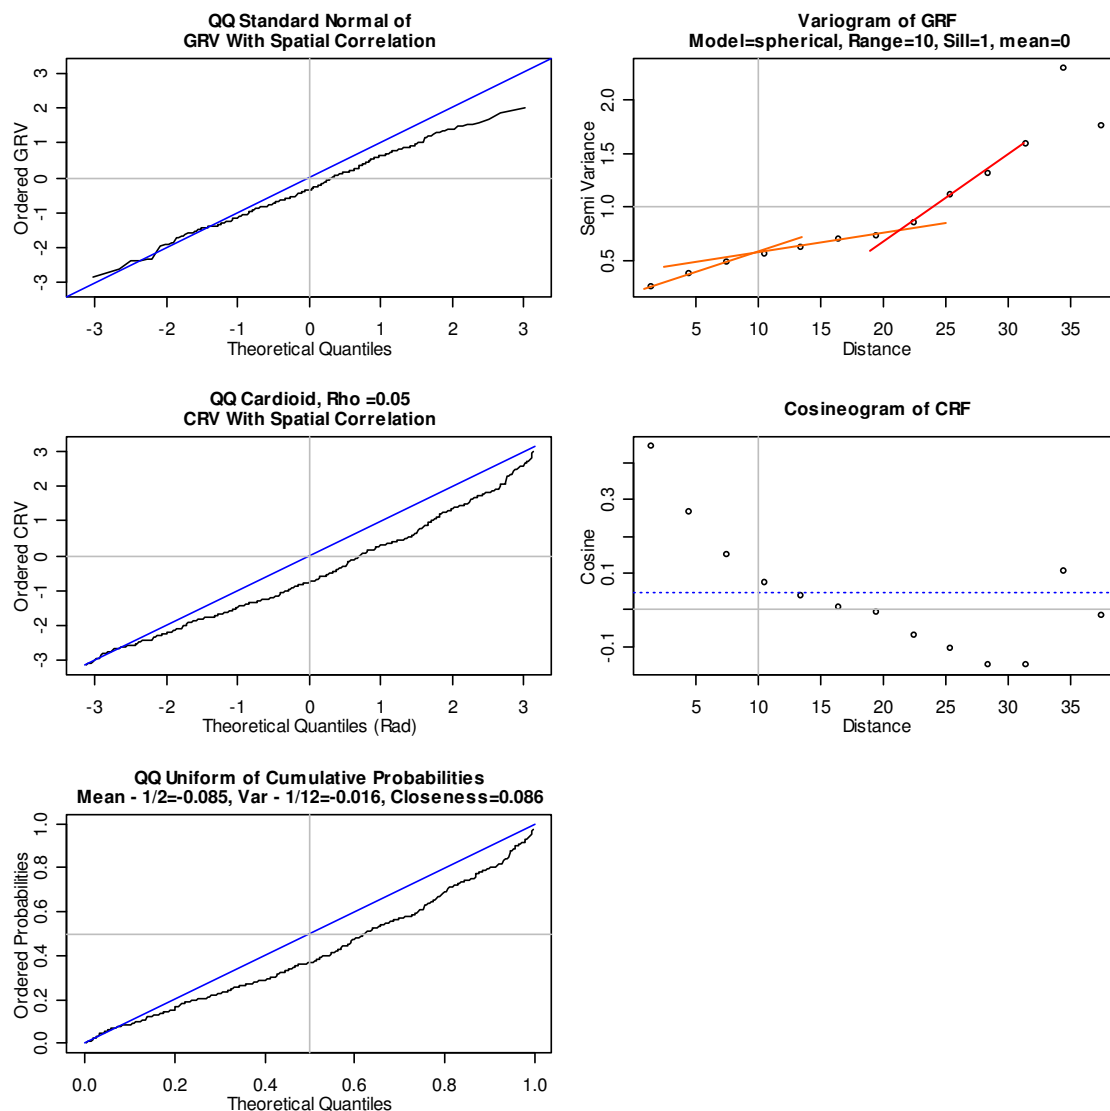 QQ Standard Normal of
GRV With Spatial Correlation
Ordered GRV
3
2
1
0
-1
-2
-3
-3 -2 -1 0 1 2 3
Theoretical Quantiles
Variogram of GRF
Model=spherical, Range=10, Sill=1, mean=0
Semi Variance
2.0
1.5
1.0
0.5
5 10 15 20 25 30 35
Distance
QQ Cardioid, Rho =0.05
CRV With Spatial Correlation
Ordered CRV
3
2
1
0
-1
-2
-3
-3 -2 -1 0 1 2 3
Theoretical Quantiles (Rad)
Cosineogram of CRF
Cosine
0.3
0.1
-0.1
5 10 15 20 25 30 35
Distance
QQ Uniform of Cumulative Probabilities
Mean - 1/2=-0.085, Var - 1/12=-0.016, Closeness=0.086
Ordered Probabilities
1.0
0.8
0.6
0.4
0.2
0.0
0.0 0.2 0.4 0.6 0.8 1.0
Theoretical Quantiles